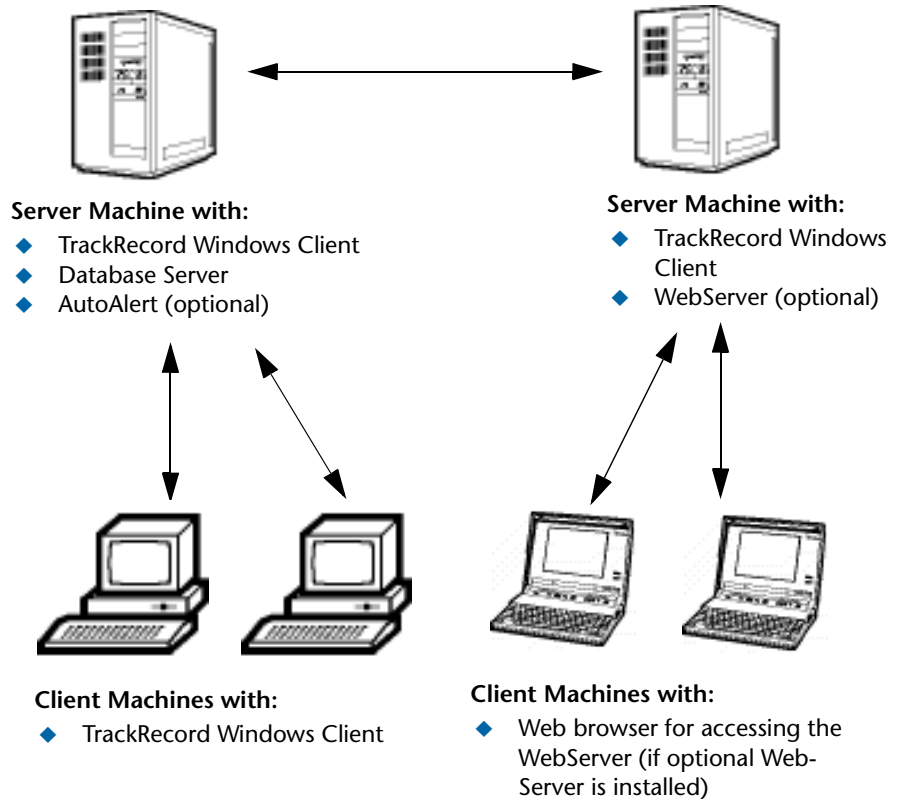 Server Machine with:
◆ TrackRecord Windows Client
◆ Database Server
◆ AutoAlert (optional)
Server Machine with:
◆ TrackRecord Windows
Client
◆ WebServer (optional)
Client Machines with:
◆ TrackRecord Windows Client
Client Machines with:
◆ Web browser for accessing the
WebServer (if optional Web-
Server is installed)